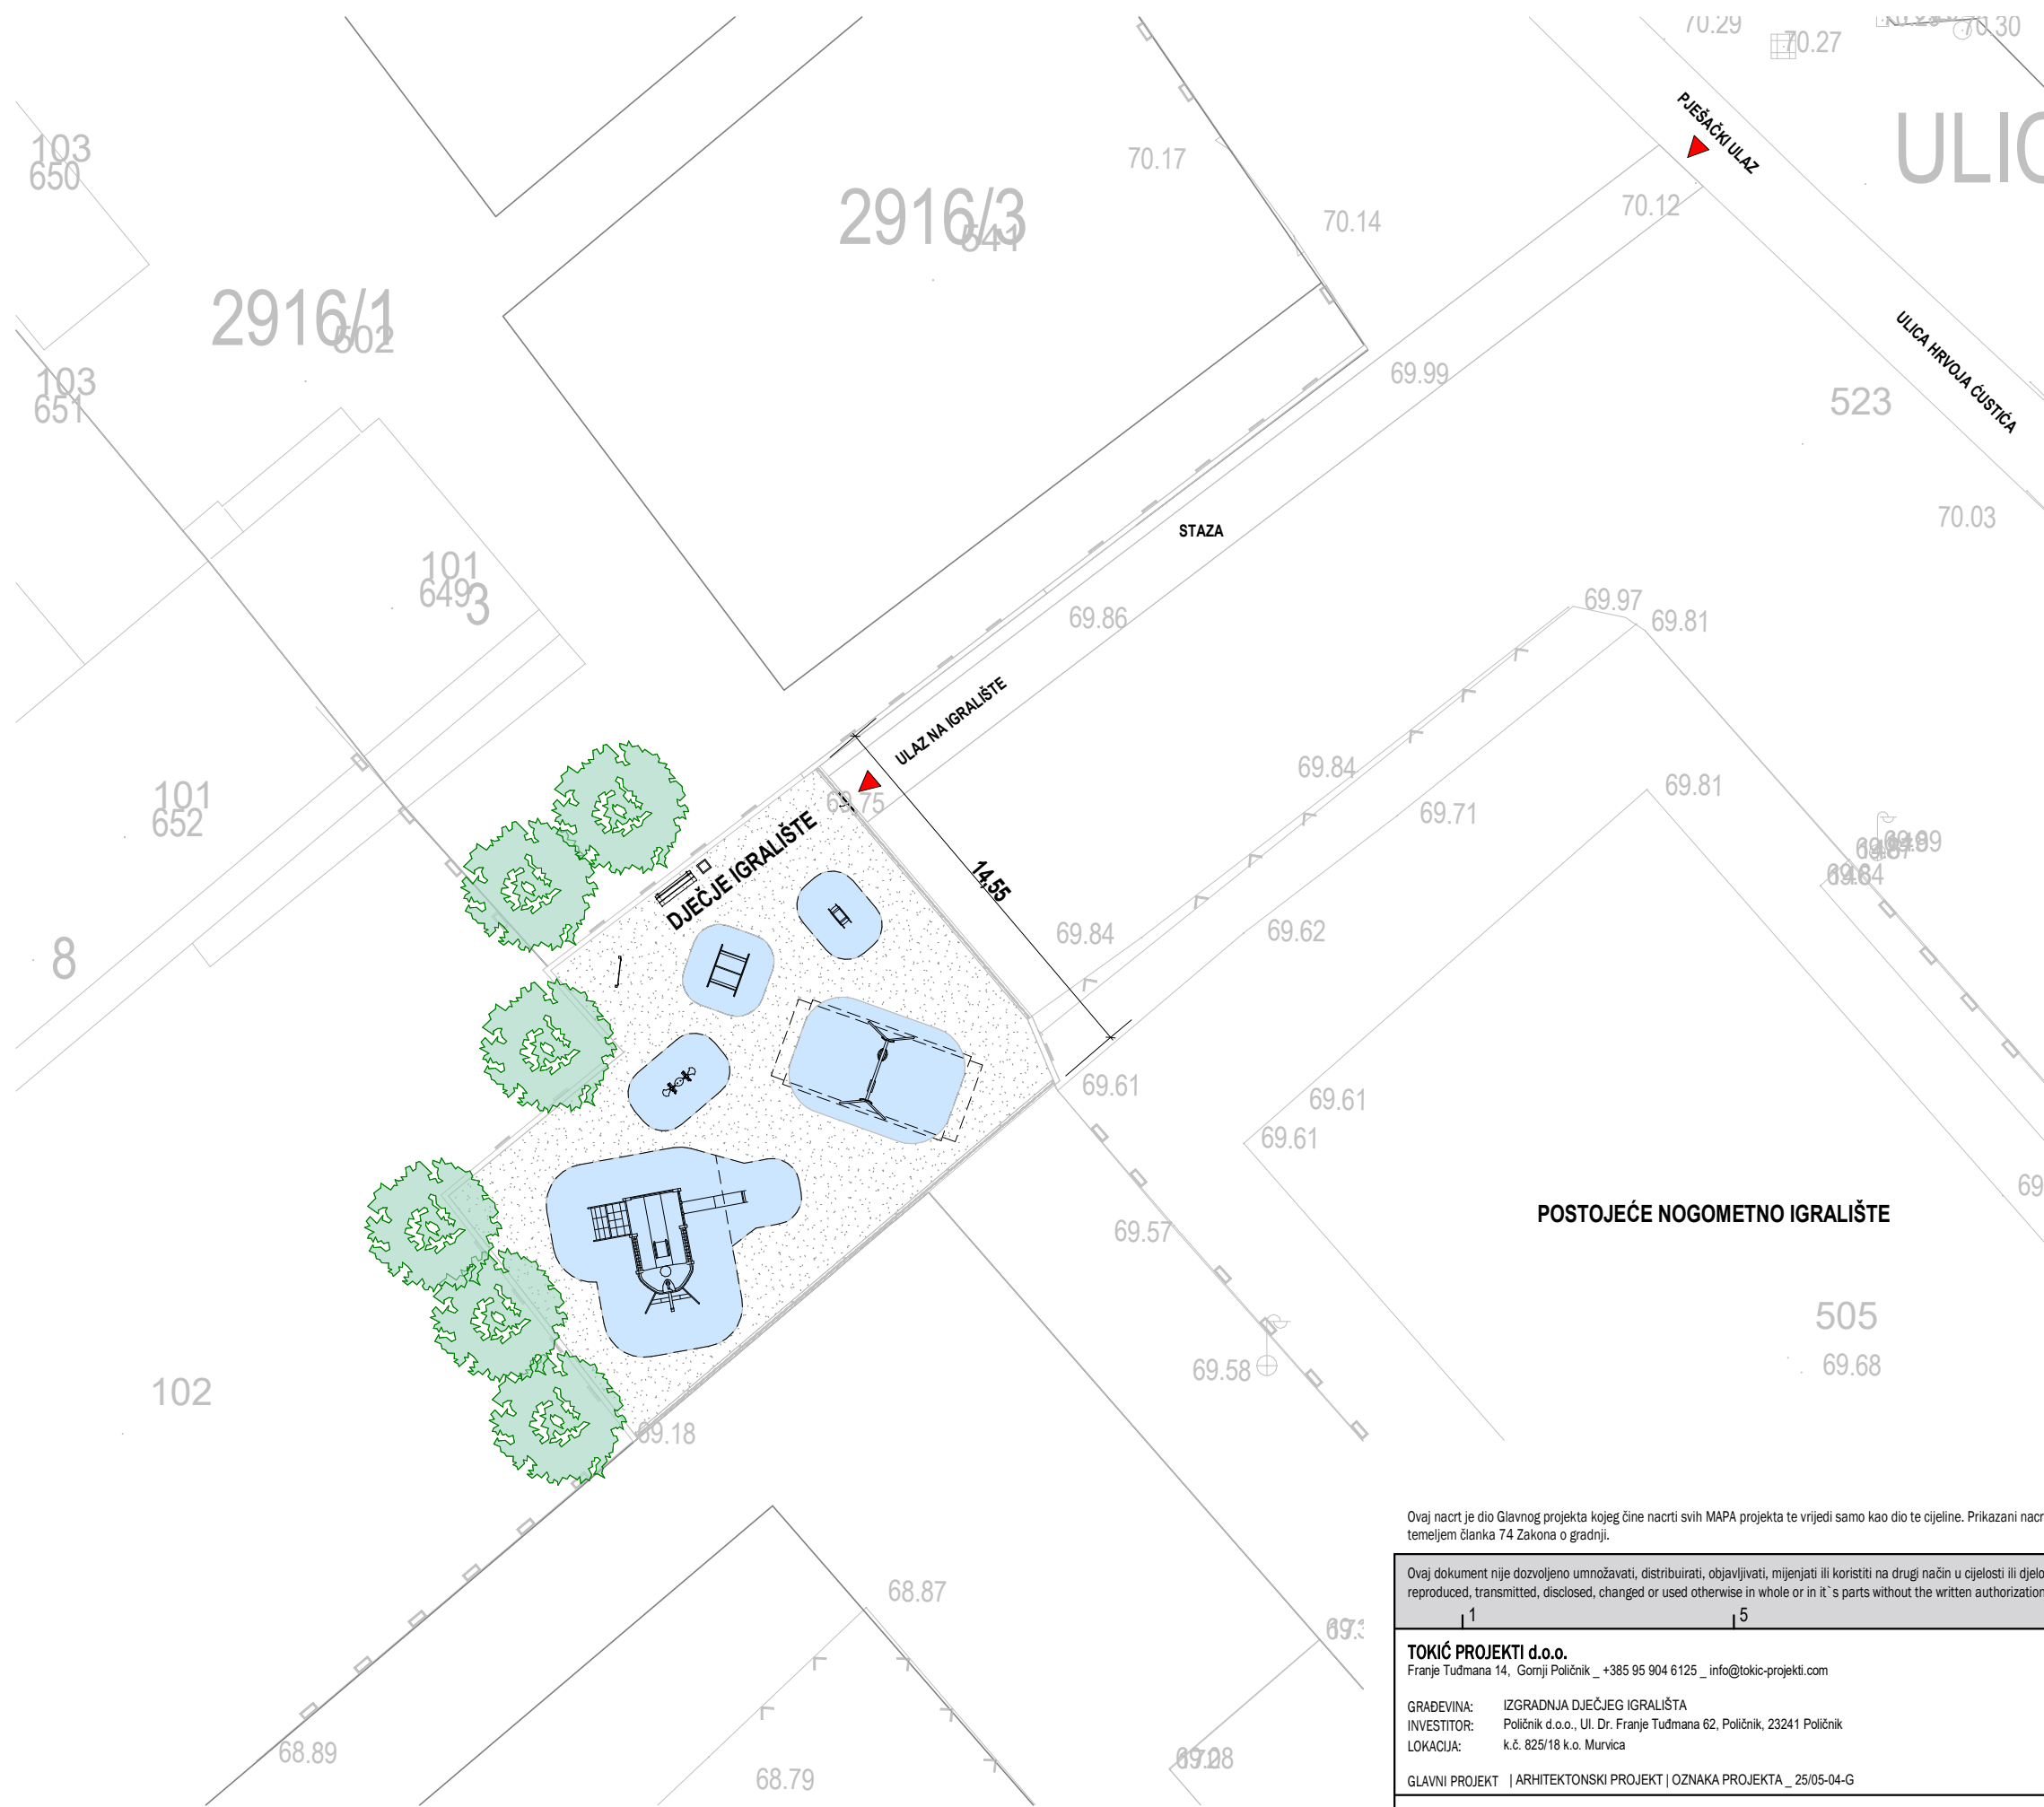 70.29
70.27
70.30
PJEŠAČKI ULAZ
103
650
70.17
2916/3
541
70.14
70.12
2916/1
502
103
651
69.99
ULICA HRVOJA ĆUSTIĆA
523
70.03
STAZA
101
649
3
69.86
69.97
69.81
ULAZ NA IGRALIŠTE
69.75
69.84
69.81
101
652
69.71
DJEČJE IGRALIŠTE
14,55
69.84
69.62
8
69.61
69.61
69.61
POSTOJEĆE NOGOMETNO IGRALIŠTE
69.57
505
69.58
69.68
102
69.18
Ovaj nacrt je dio Glavnog projekta kojeg čine nacrti svih MAPA projekta te vrijedi samo kao dio te cijeline. Prikazani
temeljem članka 74 Zakona o gradnji.
Ovaj dokument nije dozvoljeno umnožavati, distribuirati, objavljivati, mijenjati ili koristiti na drugi način u cijelosti ili
reproduced, transmitted, disclosed, changed or used otherwise in whole or in it`s parts without the written authorization
1 5
68.87
TOKIĆ PROJEKTI d.o.o.
Franje Tuđmana 14, Gornji Poličnik _ +385 95 904 6125 _ info@tokic-projekti.com
GRAĐEVINA: IZGRADNJA DJEČJEG IGRALIŠTA
INVESTITOR: Poličnik d.o.o., Ul. Dr. Franje Tuđmana 62, Poličnik, 23241 Poličnik
LOKACIJA: k.č. 825/18 k.o. Murvica
68.89
68.79
GLAVNI PROJEKT | ARHITEKTONSKI PROJEKT | OZNAKA PROJEKTA _ 25/05-04-G